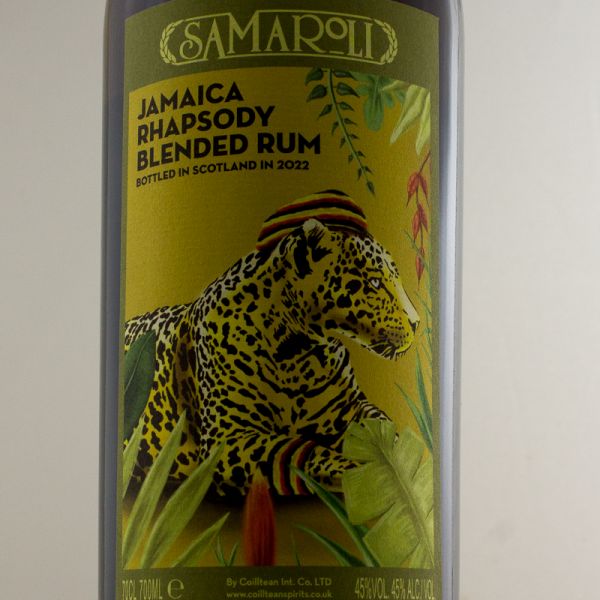 SAMAROLI
JAMAICA
RHAPSODY
BLENDED RUM
BOTTLED IN SCOTLAND IN 2022
70CL 700ML e
By Coilltean Int. Co. LTD
www.coillteanspirits.co.uk
45%VOL. 45% ALC/VOL